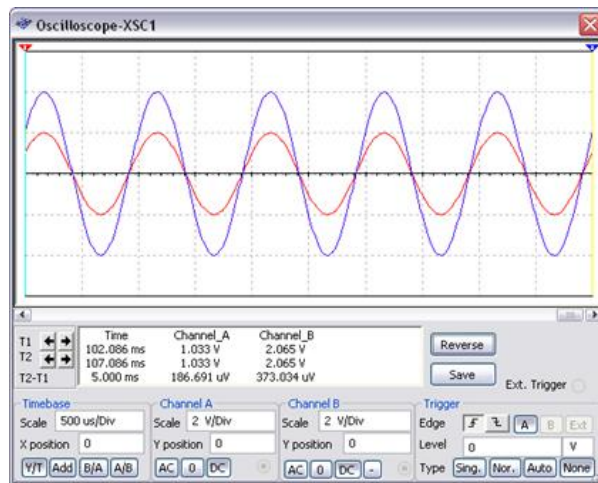 Oscilloscope-XSC1
T1
T2
T2-T1
Time Channel_A Channel_B
102.086 ms 1.033 V 2.065 V
107.086 ms 1.033 V 2.065 V
5.000 ms 186.691 uV 373.034 uV
Reverse
Save
Ext. Trigger
Timebase
Scale 500 us/Div
X position 0
Y/T Add B/A A/B
Channel A
Scale 2 V/Div
Y position 0
AC 0 DC
Channel B
Scale 2 V/Div
Y position 0
AC 0 DC -
Trigger
Edge A B Ext
Level 0 V
Type Sing. Nor. Auto None